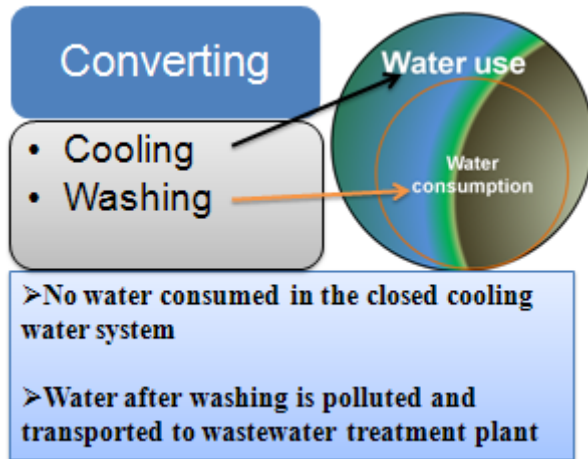 Converting
• Cooling
• Washing
Water use
Water
consumption
➢No water consumed in the closed cooling
water system
➢Water after washing is polluted and
transported to wastewater treatment plant